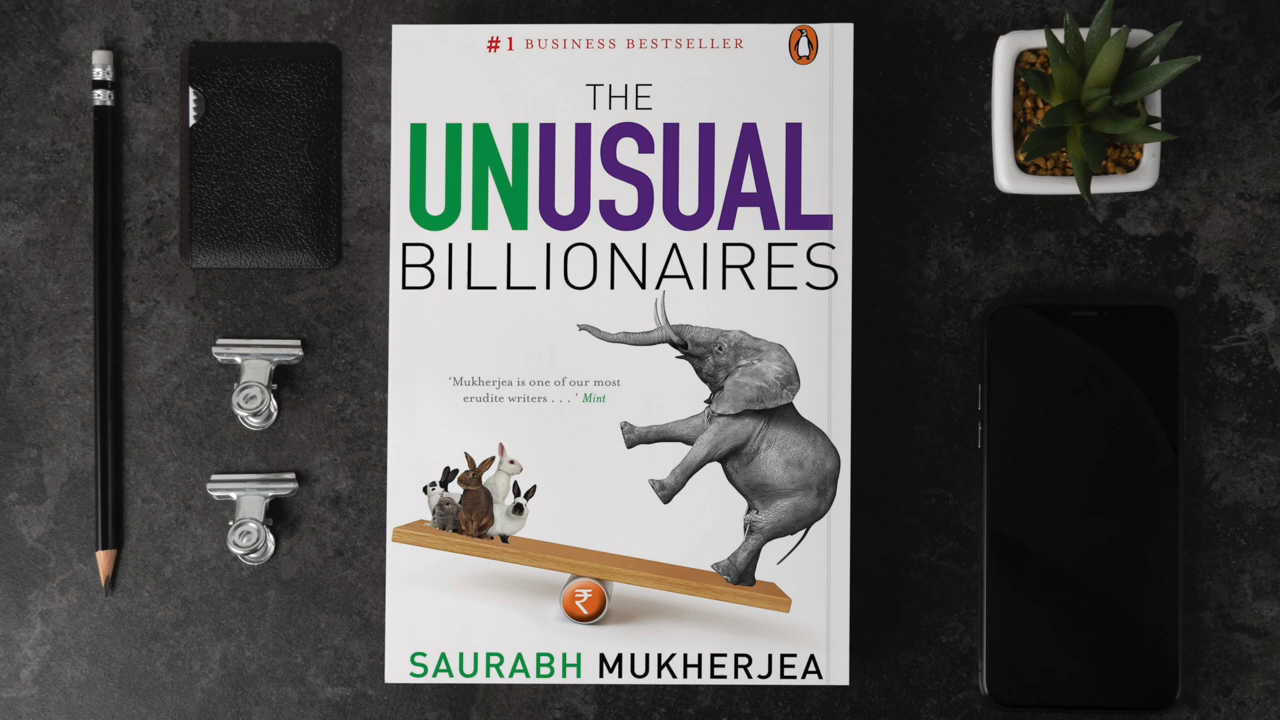 #1 BUSINESS BESTSELLER
THE
UNUSUAL
BILLIONAIRES
‘Mukherjea is one of our most
erudite writers . . . ’ Mint
₹
SAURABH MUKHERJEA